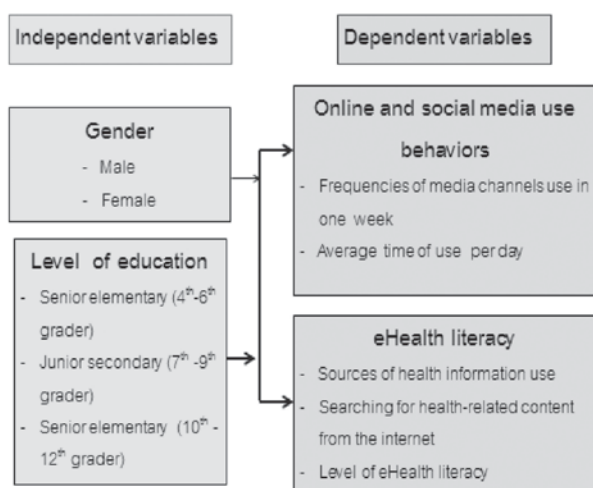 Independent variables
Dependent variables
Gender
- Male
- Female
Level of education
- Senior elementary (4th-6th
grader)
- Junior secondary (7th -9th
grader)
- Senior elementary (10th -
12th grader)
Online and social media use
behaviors
- Frequencies of media channels use in
one week
- Average time of use per day
eHealth literacy
- Sources of health information use
- Searching for health-related content
from the internet
- Level of eHealth literacy